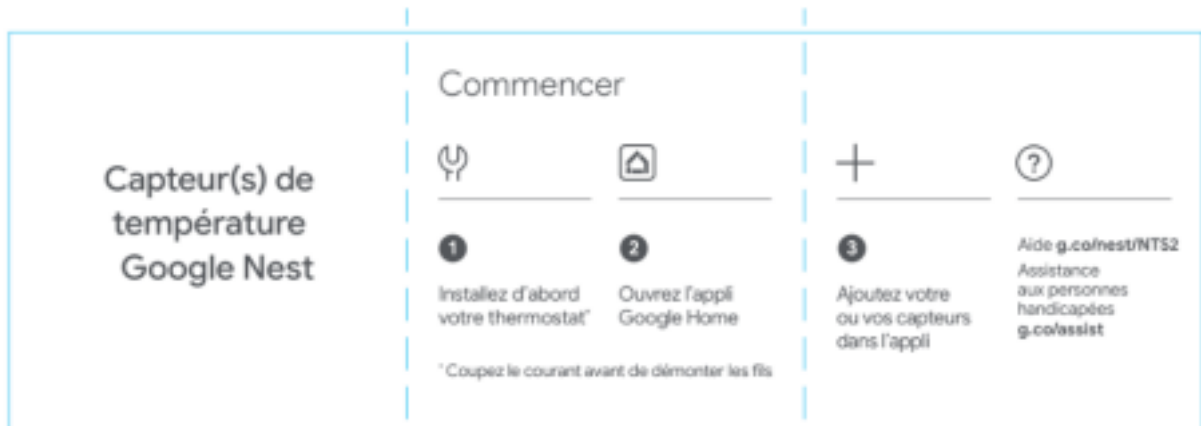 Capteur(s) de
température
Google Nest
Commencer
1
Installez d'abord
votre thermostat*
2
Ouvrez l'appli
Google Home
* Coupez le courant avant de démonter les fils
3
Ajoutez votre
ou vos capteurs
dans l'appli
?
Aide g.co/nest/NTS2
Assistance
aux personnes
handicapées
g.co/assist